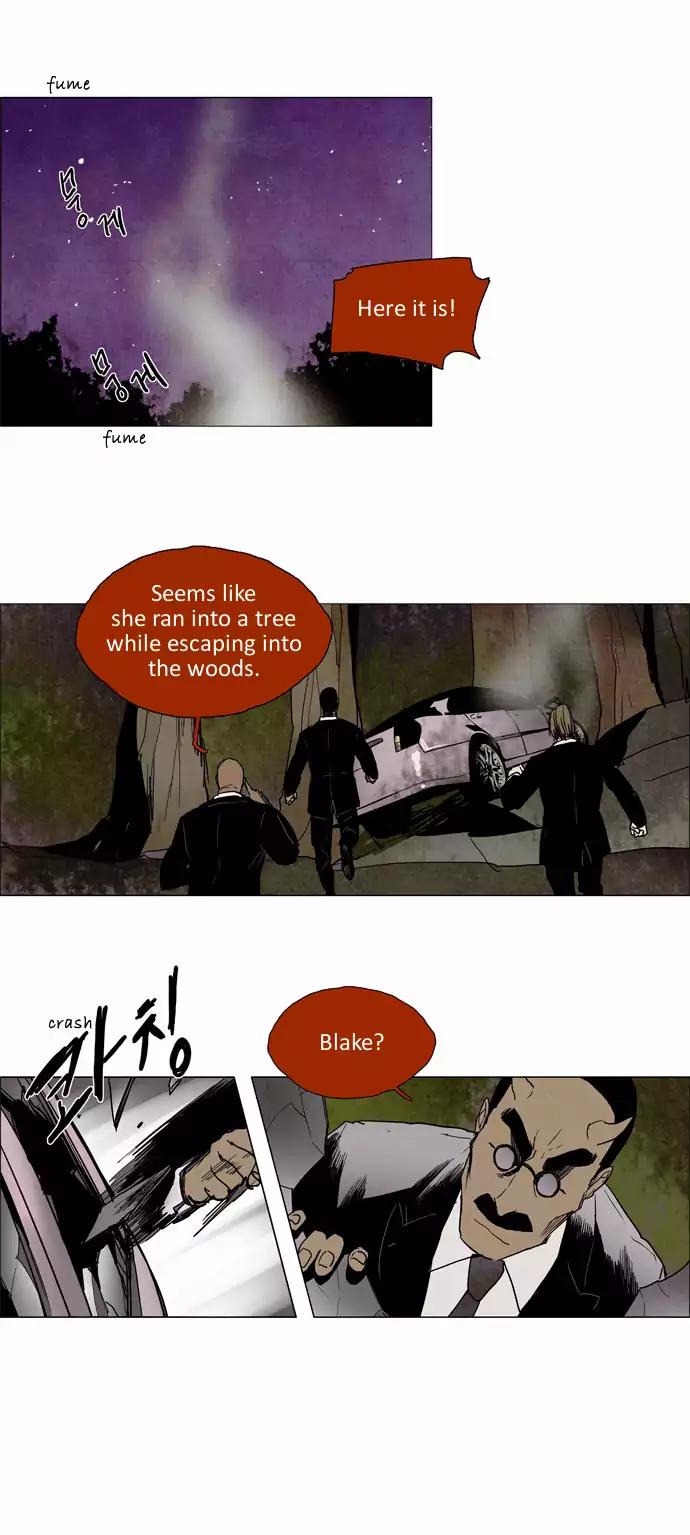 fume
뭉게
Here it is!
뭉게
fume
Seems like
she ran into a tree
while escaping into
the woods.
crash
콰창
Blake?